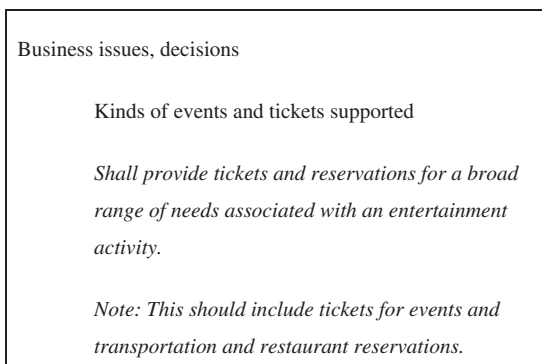 Business issues, decisions
Kinds of events and tickets supported
Shall provide tickets and reservations for a broad
range of needs associated with an entertainment
activity.
Note: This should include tickets for events and
transportation and restaurant reservations.